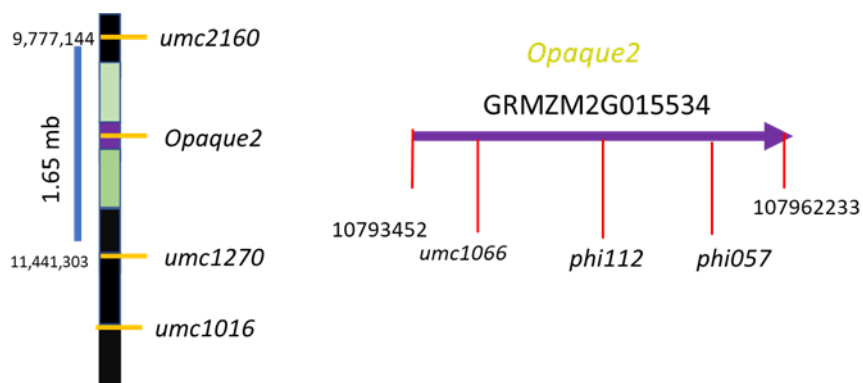 9,777,144
umc2160
1.65 mb
Opaque2
11,441,303
umc1270
umc1016
Opaque2
GRMZM2G015534
10793452
107962233
umc1066
phi112
phi057